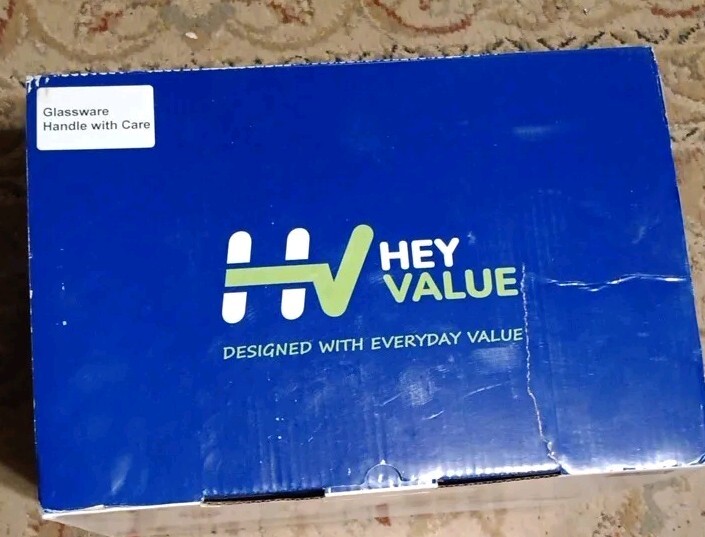 Glassware
Handle with Care
HV
HEY
VALUE
DESIGNED WITH EVERYDAY VALUE